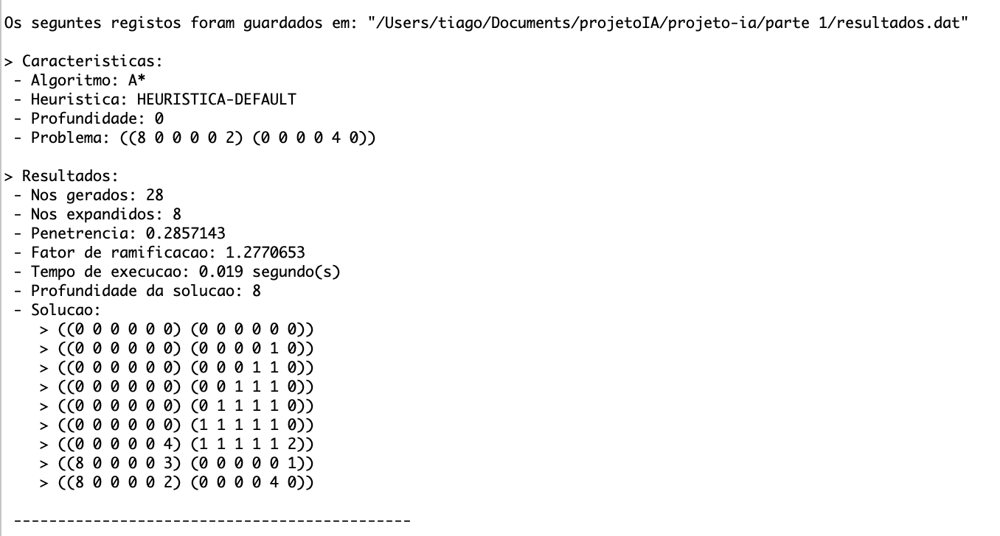 Os seguntes registos foram guardados em: "/Users/tiago/Documents/projetoIA/projeto-ia/parte 1/resultados.dat"
> Caracteristicas:
- Algoritmo: A*
- Heuristica: HEURISTICA-DEFAULT
- Profundidade: 0
- Problema: ((8 0 0 0 0 2) (0 0 0 0 4 0))
> Resultados:
- Nos gerados: 28
- Nos expandidos: 8
- Penetrencia: 0.2857143
- Fator de ramificacao: 1.2770653
- Tempo de execucao: 0.019 segundo(s)
- Profundidade da solucao: 8
- Solucao:
> ((0 0 0 0 0 0) (0 0 0 0 0 0))
> ((0 0 0 0 0 0) (0 0 0 0 1 0))
> ((0 0 0 0 0 0) (0 0 0 1 1 0))
> ((0 0 0 0 0 0) (0 0 1 1 1 0))
> ((0 0 0 0 0 0) (0 1 1 1 1 0))
> ((0 0 0 0 0 0) (1 1 1 1 1 0))
> ((0 0 0 0 0 4) (1 1 1 1 1 2))
> ((8 0 0 0 0 3) (0 0 0 0 0 1))
> ((8 0 0 0 0 2) (0 0 0 0 4 0))
---------------------------------------------